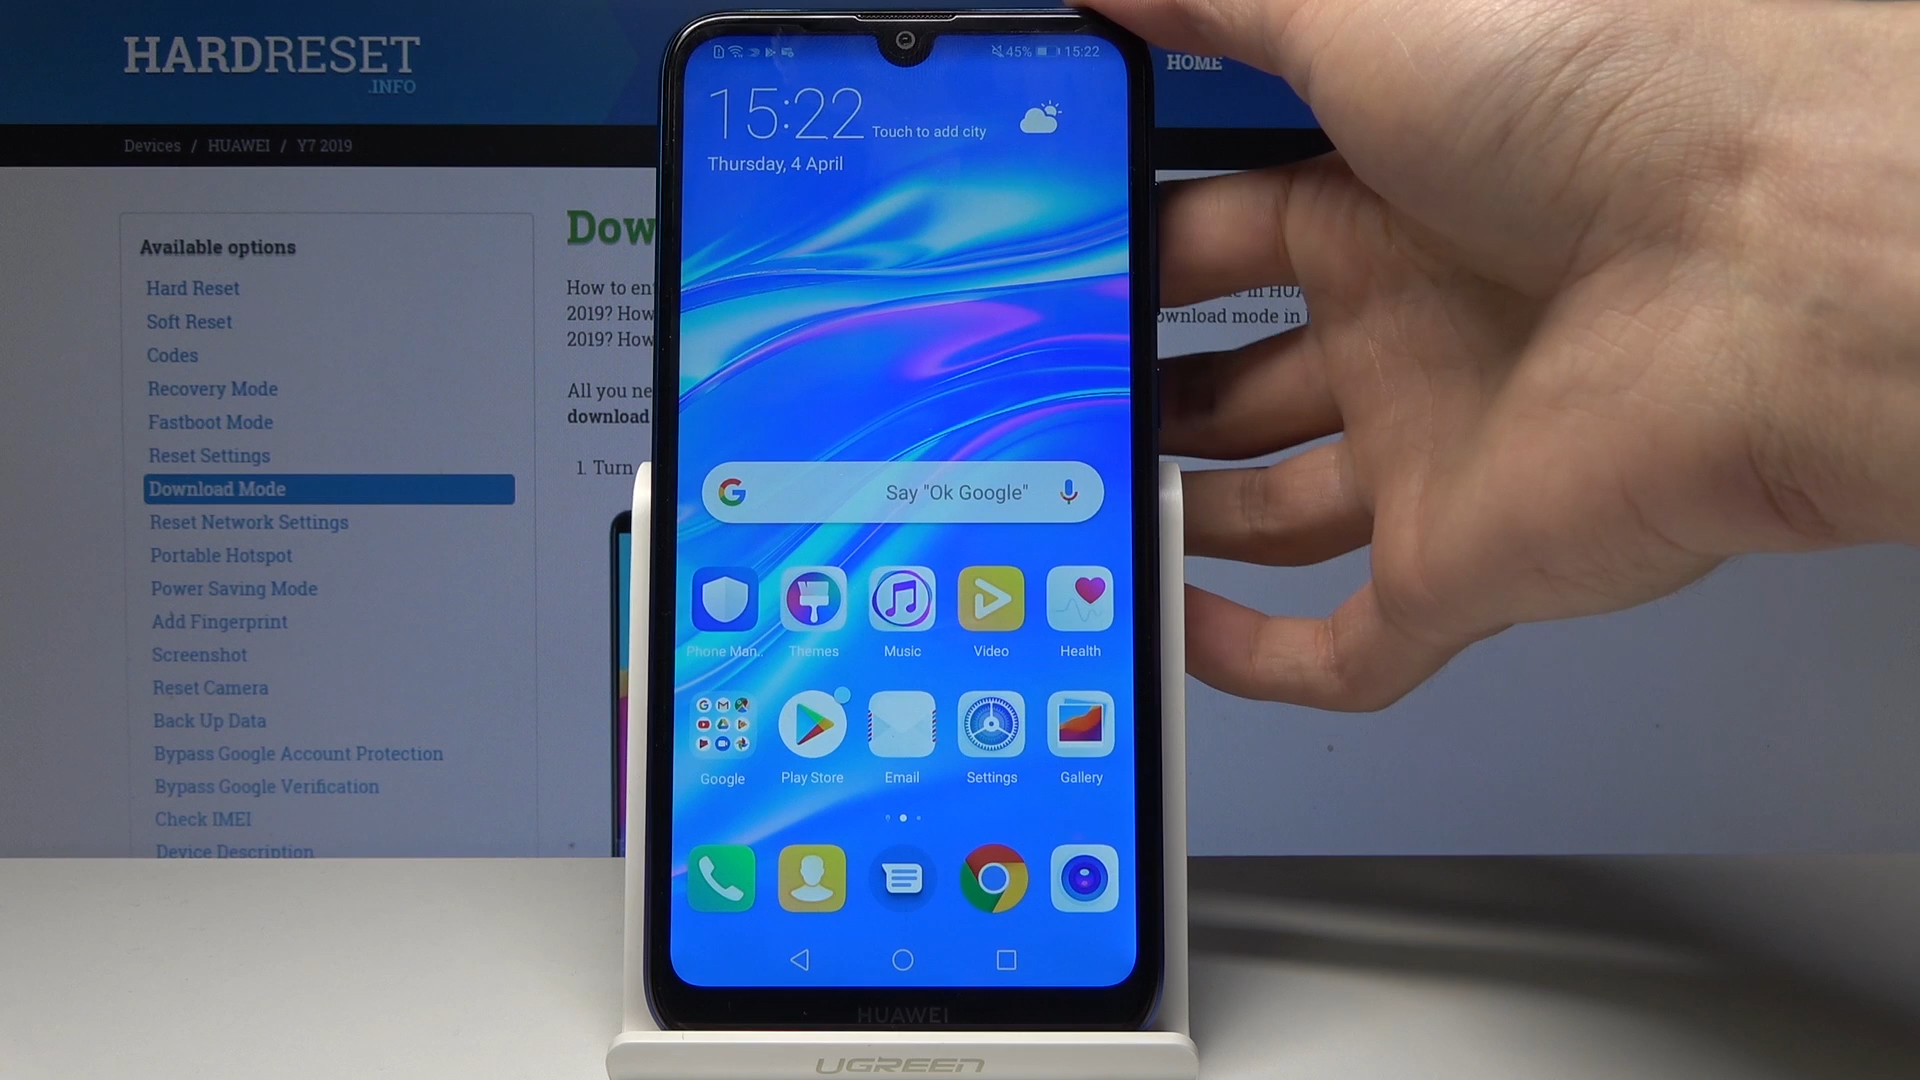 HARDRESET
.INFO
HOME
Devices / HUAWEI / Y7 2019
Available options
Hard Reset
Soft Reset
Codes
Recovery Mode
Fastboot Mode
Reset Settings
Download Mode
Reset Network Settings
Portable Hotspot
Power Saving Mode
Add Fingerprint
Screenshot
Reset Camera
Back Up Data
Bypass Google Account Protection
Bypass Google Verification
Check IMEI
Device Description
Dow
How to en
2019? How
2019? How
All you ne
download
1. Turn
in HUA
ownload mode in
45% 15:22
15:22 Touch to add city
Thursday, 4 April
Say "Ok Google"
Phone Man.. Themes Music Video Health
Google Play Store Email Settings Gallery
HUAWEI
UGREEN